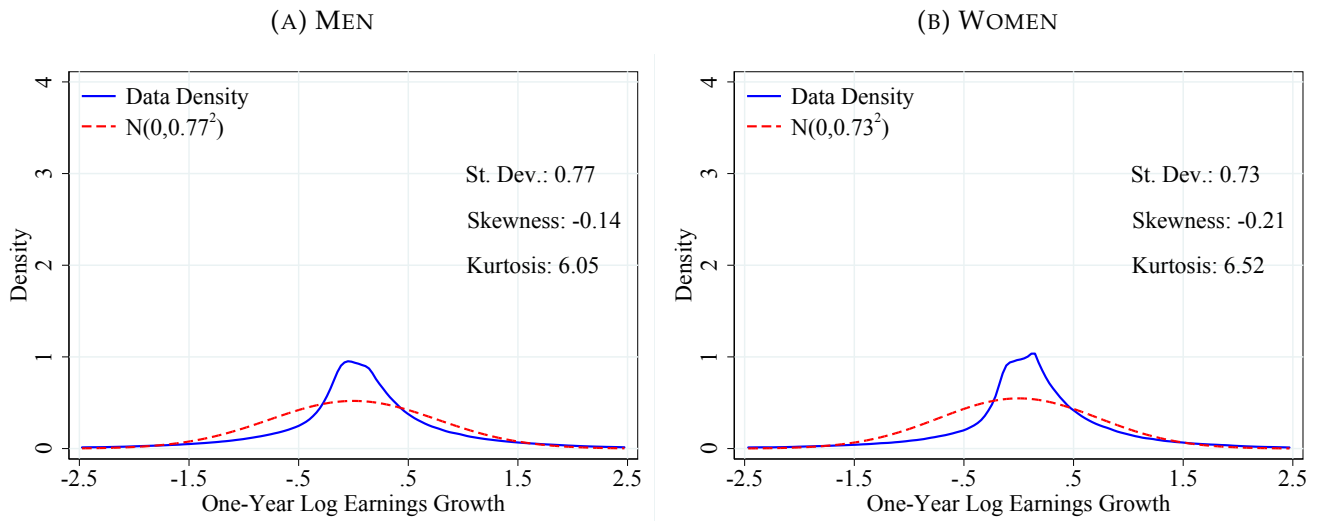 (A) MEN
4
3
2
1
0
Density
Data Density
N(0,0.77²)
St. Dev.: 0.77
Skewness: -0.14
Kurtosis: 6.05
-2.5 -1.5 -.5 .5 1.5 2.5
One-Year Log Earnings Growth
(B) WOMEN
4
3
2
1
0
Density
Data Density
N(0,0.73²)
St. Dev.: 0.73
Skewness: -0.21
Kurtosis: 6.52
-2.5 -1.5 -.5 .5 1.5 2.5
One-Year Log Earnings Growth